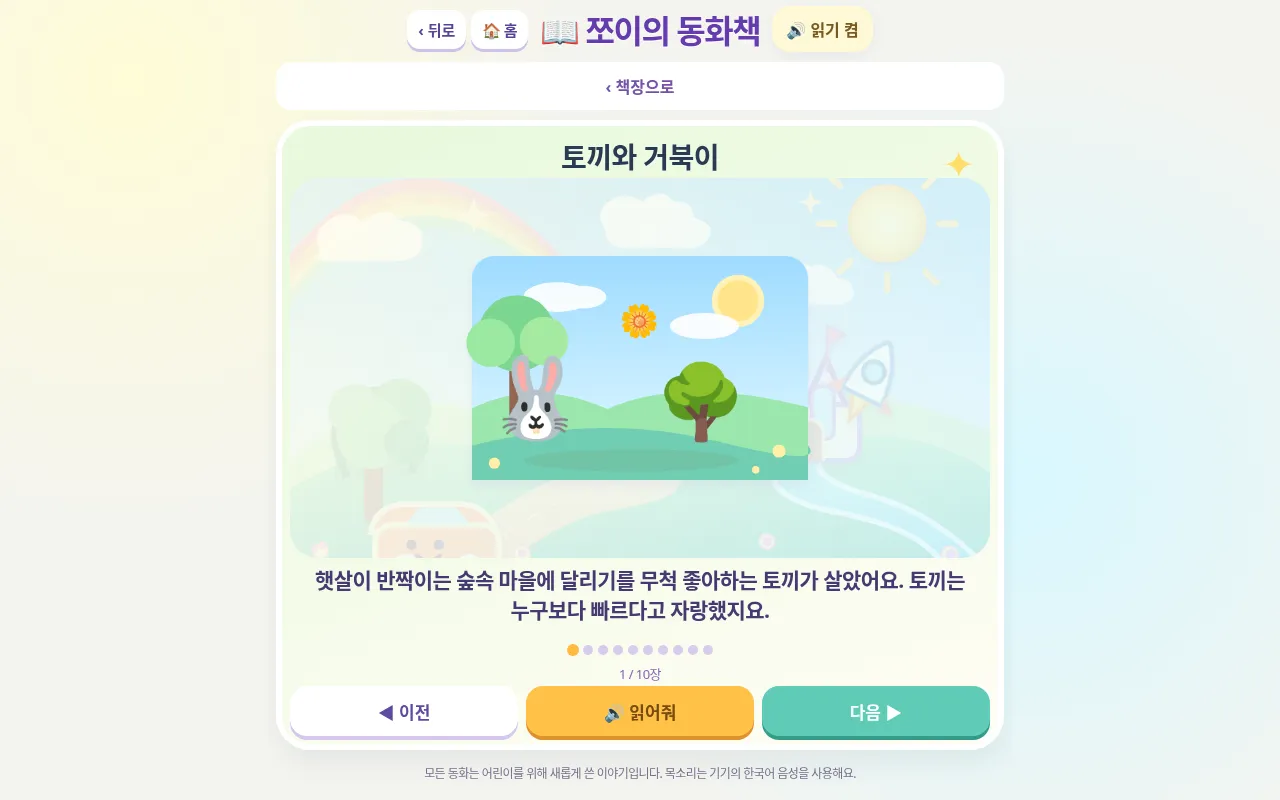 ‹ 뒤로
🏠 홈
📖 쪼이의 동화책
🔊 읽기 켬
‹ 책장으로
토끼와 거북이
햇살이 반짝이는 숲속 마을에 달리기를 무척 좋아하는 토끼가 살았어요. 토끼는
누구보다 빠르다고 자랑했지요.
1 / 10장
◀ 이전
🔊 읽어줘
다음 ▶
모든 동화는 어린이를 위해 새롭게 쓴 이야기입니다. 목소리는 기기의 한국어 음성을 사용해요.